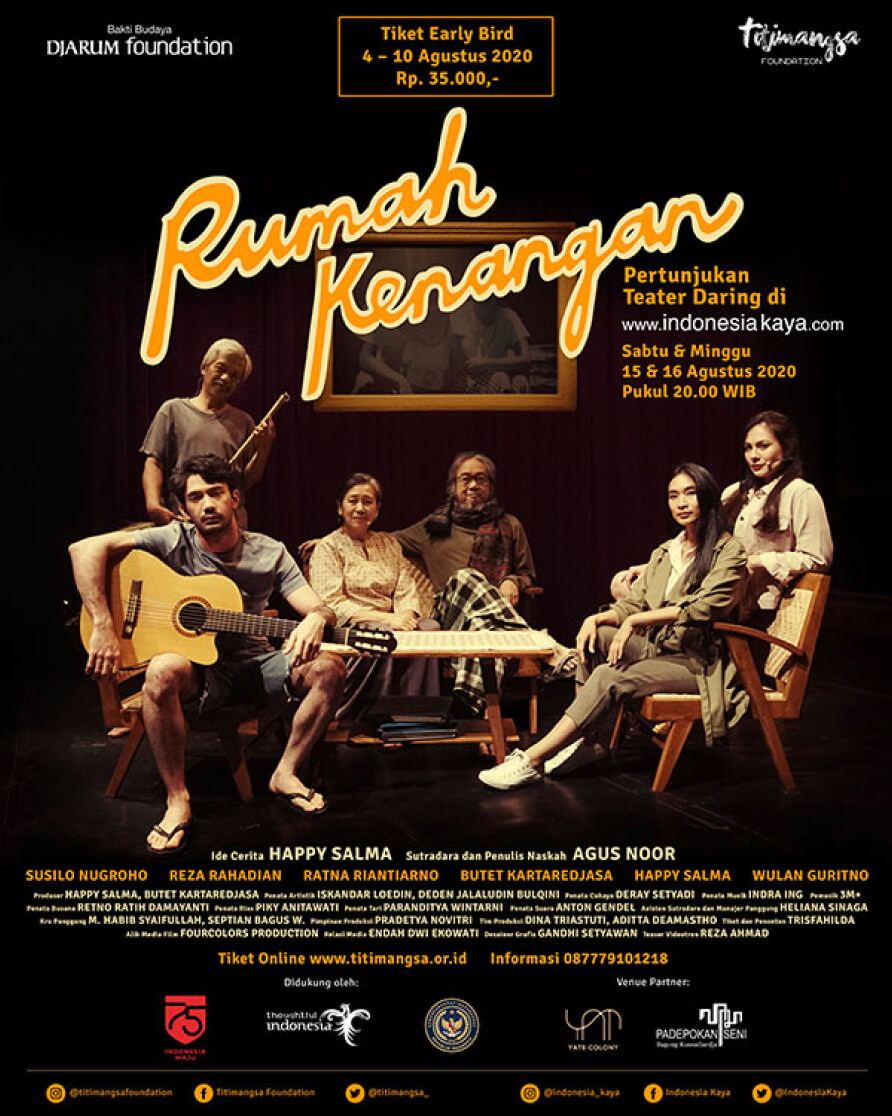 Bakti Budaya
DJARUM foundation
Tiket Early Bird
4 – 10 Agustus 2020
Rp. 35.000,-
titimangsa
FOUNDATION
Rumah
Kenangan
Pertunjukan
Teater Daring di
www.indonesiakaya.com
Sabtu & Minggu
15 & 16 Agustus 2020
Pukul 20.00 WIB
Ide Cerita HAPPY SALMA Sutradara dan Penulis Naskah AGUS NOOR
SUSILO NUGROHO REZA RAHADIAN RATNA RIANTIARNO BUTET KARTAREDJASA HAPPY SALMA WULAN GURITNO
Produser HAPPY SALMA, BUTET KARTAREDJASA Penata Artistik ISKANDAR LOEDIN, DEDEN JALALUDIN BULQINI Penata Cahaya DERAY SETYADI Penata Musik INDRA ING Pemusik 3M+
Penata Busana RETNO RATIH DAMAYANTI Penata Rias PIKY ANITAWATI Penata Tari PARANDITYA WINTARNI Penata Suara ANTON GENDEL Asisten Sutradara dan Manajer Panggung HELIANA SINAGA
Kru Panggung M. HABIB SYAIFULLAH, SEPTIAN BAGUS W. Pimpinan Produksi PRADETYA NOVITRI Tim Produksi DINA TRIASTUTI, ADITTA DEAMASTHO Tiket dan Penonton TRISFAHILDA
Alih Media Film FOURCOLORS PRODUCTION Relasi Media ENDAH DWI EKOWATI Desainer Grafis GANDHI SETYAWAN Teaser Videotron REZA AHMAD
Tiket Online www.titimangsa.or.id Informasi 087779101218
Didukung oleh: Venue Partner:
75
INDONESIA
MAJU
thoughtful
indonesia
YATS COLONY
PADEPOKAN SENI
Bagong Kussudiardja
@titimangsafoundation Titimangsa Foundation @titimangsa_ @indonesia_kaya Indonesia Kaya @IndonesiaKaya